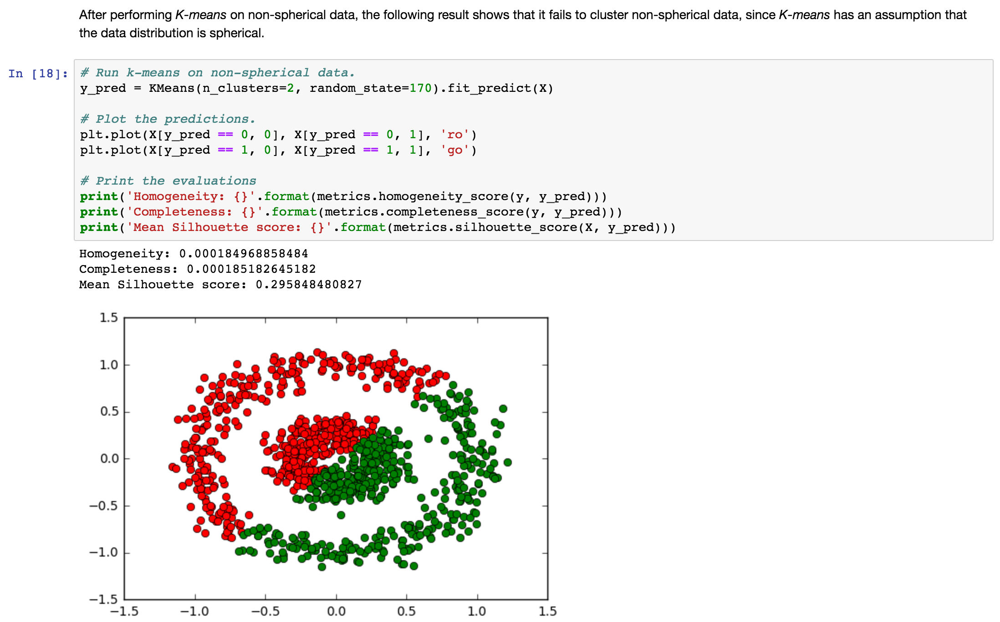 After performing K-means on non-spherical data, the following result shows that it fails to cluster non-spherical data, since K-means has an assumption that
the data distribution is spherical.
In [18]:
# Run k-means on non-spherical data.
y_pred = KMeans(n_clusters=2, random_state=170).fit_predict(X)
# Plot the predictions.
plt.plot(X[y_pred == 0, 0], X[y_pred == 0, 1], 'ro')
plt.plot(X[y_pred == 1, 0], X[y_pred == 1, 1], 'go')
# Print the evaluations
print('Homogeneity: {}'.format(metrics.homogeneity_score(y, y_pred)))
print('Completeness: {}'.format(metrics.completeness_score(y, y_pred)))
print('Mean Silhouette score: {}'.format(metrics.silhouette_score(X, y_pred)))
Homogeneity: 0.000184968858484
Completeness: 0.000185182645182
Mean Silhouette score: 0.295848480827
1.5
1.0
0.5
0.0
−0.5
−1.0
−1.5
−1.5 −1.0 −0.5 0.0 0.5 1.0 1.5